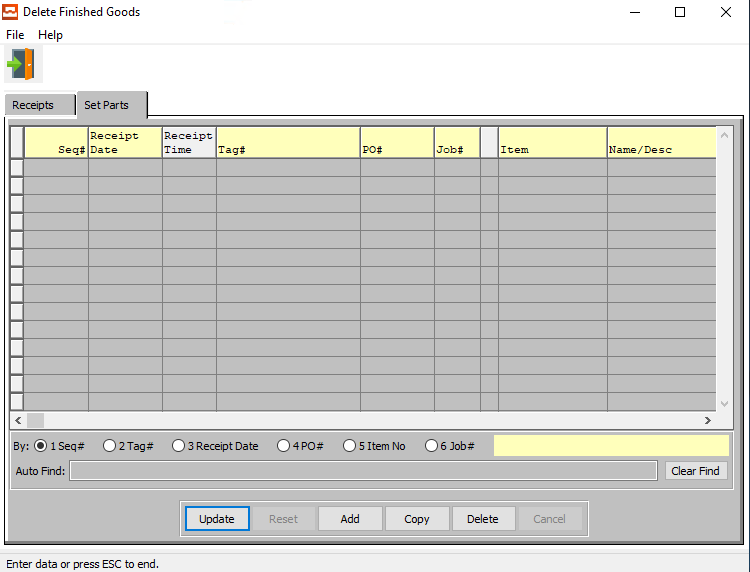 Delete Finished Goods
File Help
Receipts Set Parts
Receipt Receipt
Seq# Date Time Tag# PO# Job# Item Name/Desc
By: 1 Seq# 2 Tag# 3 Receipt Date 4 PO# 5 Item No 6 Job#
Auto Find: Clear Find
Update Reset Add Copy Delete Cancel
Enter data or press ESC to end.